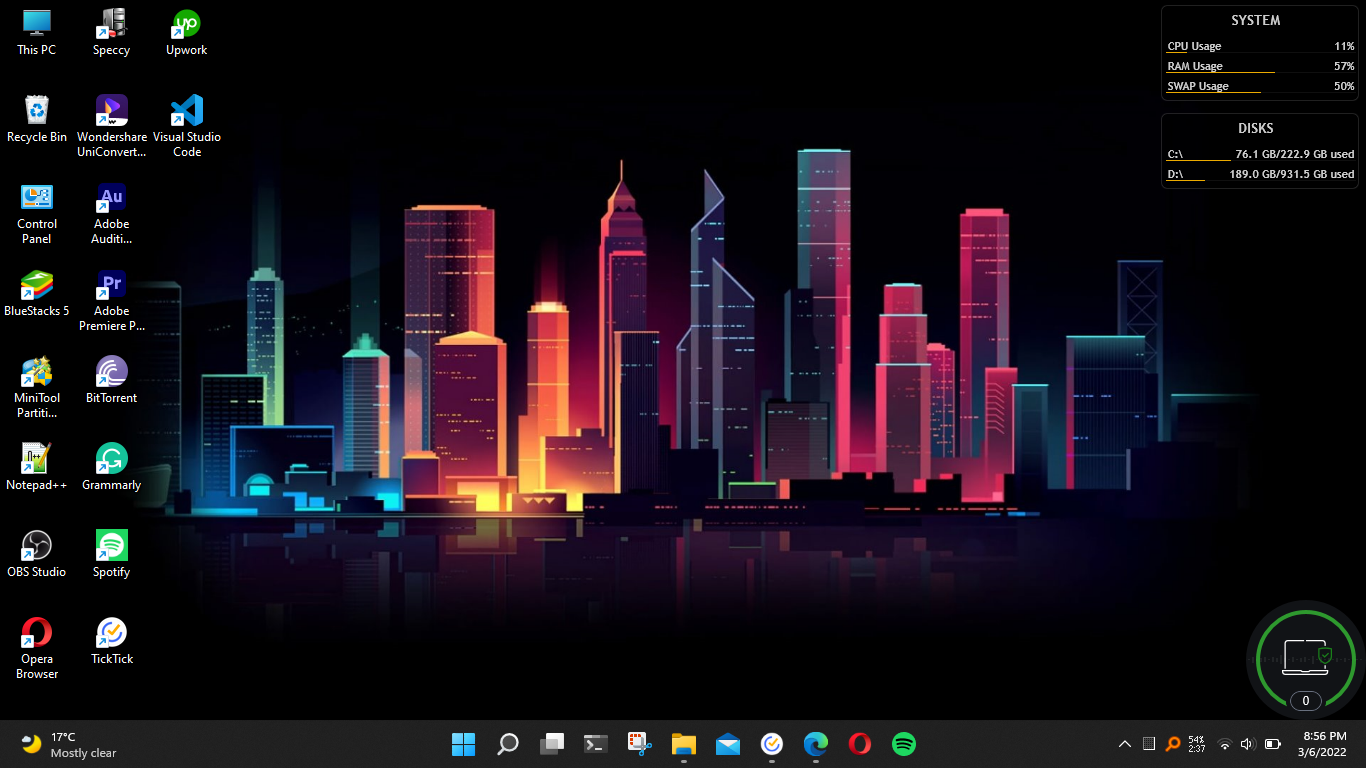 This PC
Speccy
Upwork
Recycle Bin
Wondershare
UniConvert...
Visual Studio
Code
Control
Panel
Au
Adobe
Auditi...
BlueStacks 5
Pr
Adobe
Premiere P...
MiniTool
Partiti...
BitTorrent
Notepad++
Grammarly
OBS Studio
Spotify
Opera
Browser
TickTick
SYSTEM
CPU Usage 11%
RAM Usage 57%
SWAP Usage 50%
DISKS
C:\ 76.1 GB/222.9 GB used
D:\ 189.0 GB/931.5 GB used
0
17°C
Mostly clear
54%
2:37
8:56 PM
3/6/2022